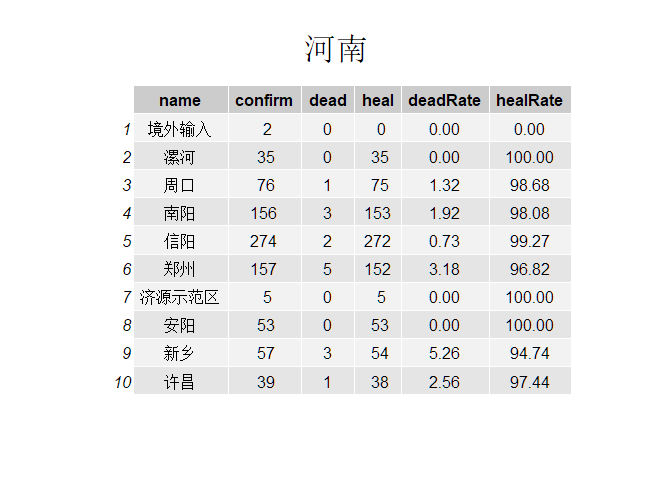 河南
name confirm dead heal deadRate healRate
1 境外输入 2 0 0 0.00 0.00
2 漯河 35 0 35 0.00 100.00
3 周口 76 1 75 1.32 98.68
4 南阳 156 3 153 1.92 98.08
5 信阳 274 2 272 0.73 99.27
6 郑州 157 5 152 3.18 96.82
7 济源示范区 5 0 5 0.00 100.00
8 安阳 53 0 53 0.00 100.00
9 新乡 57 3 54 5.26 94.74
10 许昌 39 1 38 2.56 97.44